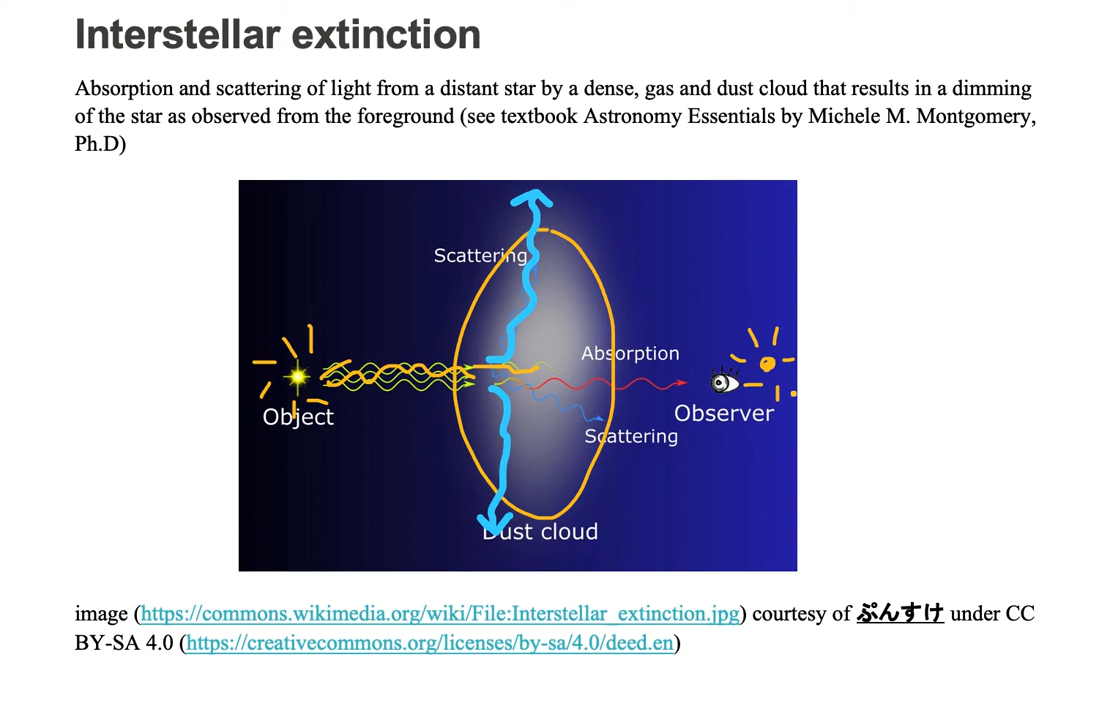 Interstellar extinction
Absorption and scattering of light from a distant star by a dense, gas and dust cloud that results in a dimming
of the star as observed from the foreground (see textbook Astronomy Essentials by Michele M. Montgomery,
Ph.D)
Scattering
Absorption
Object
Observer
Scattering
Dust cloud
image (https://commons.wikimedia.org/wiki/File:Interstellar_extinction.jpg) courtesy of ぷんすけ under CC
BY-SA 4.0 (https://creativecommons.org/licenses/by-sa/4.0/deed.en)